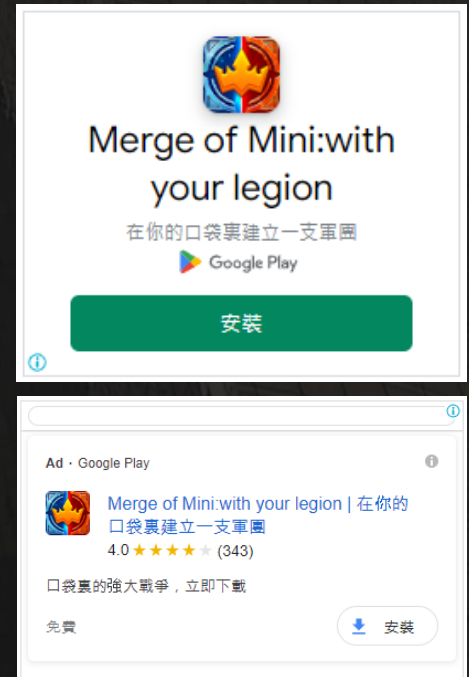 Merge of Mini:with
your legion
在你的口袋裏建立一支軍團
Google Play
安裝
Ad · Google Play
Merge of Mini:with your legion | 在你的
口袋裏建立一支軍團
4.0 (343)
口袋裏的強大戰爭，立即下載
免費
安裝